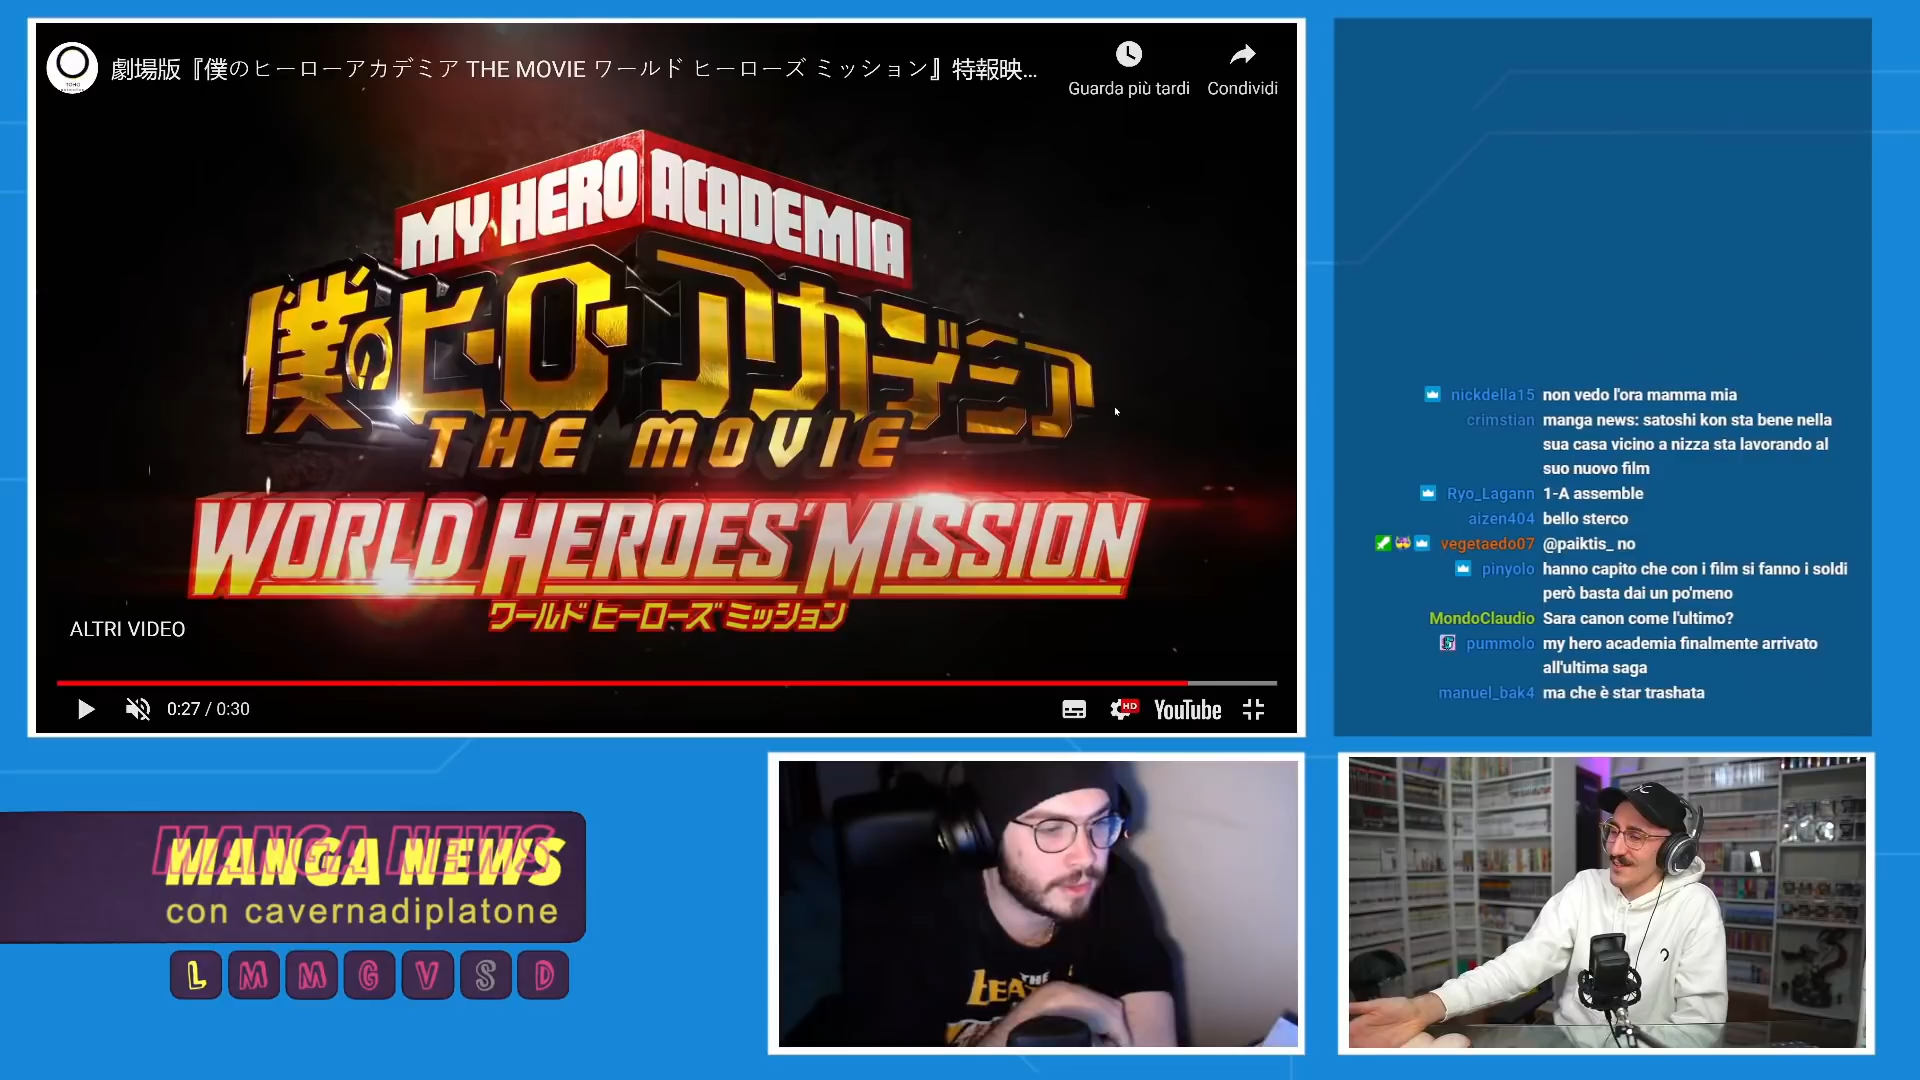 劇場版『僕のヒーローアカデミア THE MOVIE ワールド ヒーローズ ミッション』特報映...
Guarda più tardi
Condividi
MY HERO ACADEMIA
僕のヒーローアカデミア
THE MOVIE
WORLD HEROES' MISSION
ワールド ヒーローズ ミッション
ALTRI VIDEO
0:27 / 0:30
HD
YouTube
nickdella15 non vedo l'ora mamma mia
crimstian manga news: satoshi kon sta bene nella
sua casa vicino a nizza sta lavorando al
suo nuovo film
Ryo_Lagann 1-A assemble
aizen404 bello sterco
vegetaedo07 @paiktis_ no
pinyolo hanno capito che con i film si fanno i soldi
però basta dai un po'meno
MondoClaudio Sara canon come l'ultimo?
pummolo my hero academia finalmente arrivato
all'ultima saga
manuel_bak4 ma che è star trashata
MANGA NEWS
con cavernadiplatone
L M M G V S D
THE